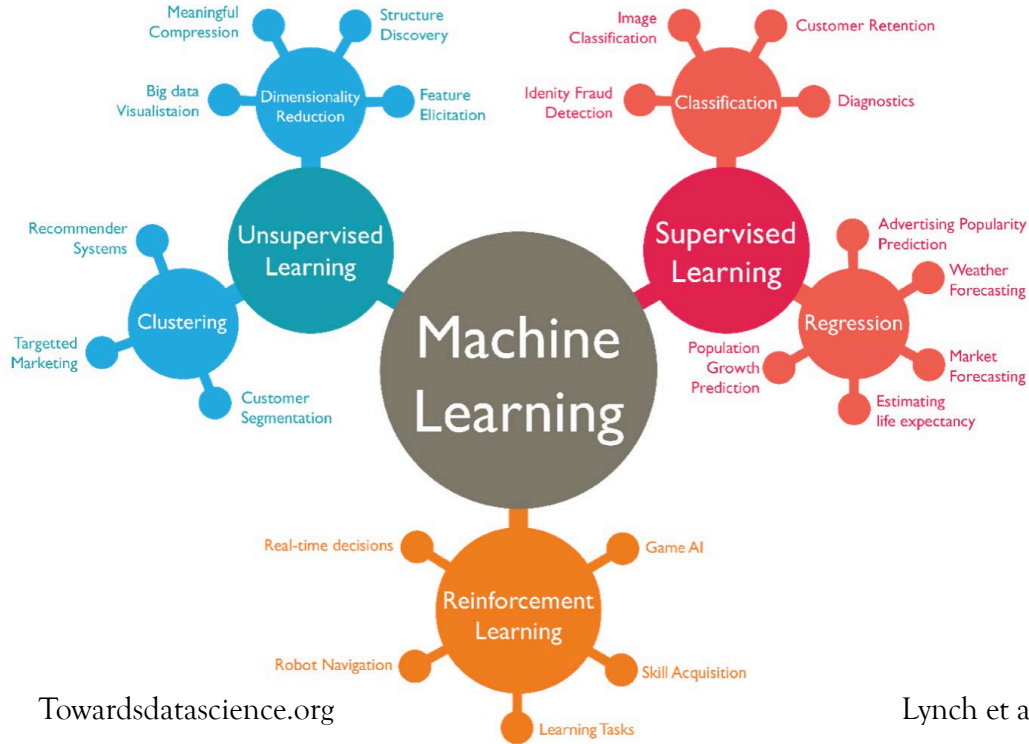 Meaningful
Compression
Structure
Discovery
Big data
Visualistaion
Dimensionality
Reduction
Feature
Elicitation
Unsupervised
Learning
Recommender
Systems
Clustering
Targetted
Marketing
Customer
Segmentation
Machine
Learning
Image
Classification
Customer Retention
Idenity Fraud
Detection
Classification
Diagnostics
Supervised
Learning
Advertising Popularity
Prediction
Weather
Forecasting
Regression
Population
Growth
Prediction
Market
Forecasting
Estimating
life expectancy
Real-time decisions
Game AI
Reinforcement
Learning
Robot Navigation
Skill Acquisition
Learning Tasks
Towardsdatascience.org
Lynch et a